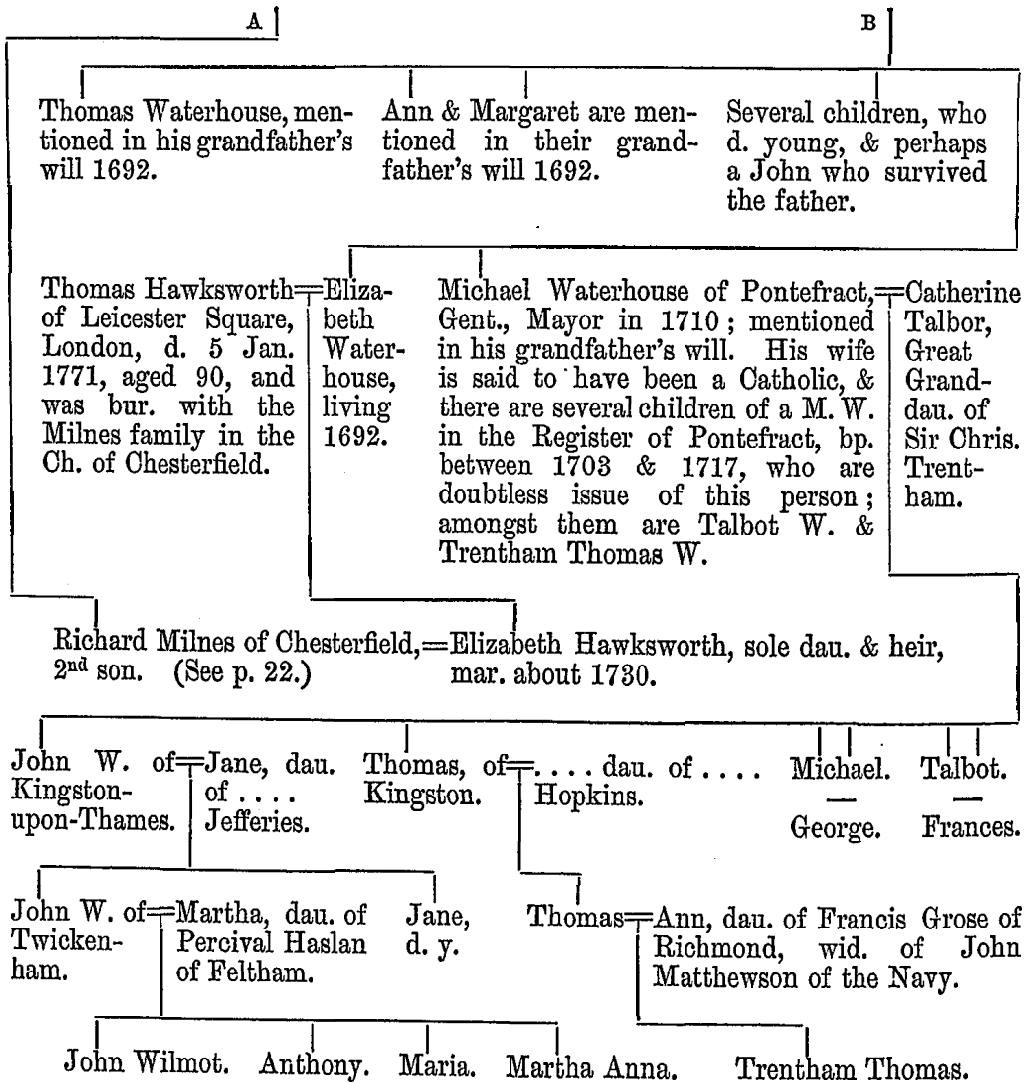 A B
Thomas Waterhouse, men-
tioned in his grandfather's
will 1692.
Ann & Margaret are men-
tioned in their grand-
father's will 1692.
Several children, who
d. young, & perhaps
a John who survived
the father.
Thomas Hawksworth
of Leicester Square,
London, d. 5 Jan.
1771, aged 90, and
was bur. with the
Milnes family in the
Ch. of Chesterfield.
=Eliza-
beth
Water-
house,
living
1692.
Michael Waterhouse of Pontefract,
Gent., Mayor in 1710; mentioned
in his grandfather's will. His wife
is said to have been a Catholic, &
there are several children of a M. W.
in the Register of Pontefract, bp.
between 1703 & 1717, who are
doubtless issue of this person;
amongst them are Talbot W. &
Trentham Thomas W.
=Catherine
Talbor,
Great
Grand-
dau. of
Sir Chris.
Trent-
ham.
Richard Milnes of Chesterfield,
2nd son. (See p. 22.)
=Elizabeth Hawksworth, sole dau. & heir,
mar. about 1730.
John W. of
Kingston-
upon-Thames.
=Jane, dau.
of ....
Jefferies.
Thomas, of
Kingston.
=.... dau. of ....
Hopkins.
Michael.
—
George.
Talbot.
—
Frances.
John W. of
Twicken-
ham.
=Martha, dau. of
Percival Haslan
of Feltham.
Jane,
d. y.
Thomas
=Ann, dau. of Francis Grose of
Richmond, wid. of John
Matthewson of the Navy.
John Wilmot. Anthony. Maria. Martha Anna. Trentham Thomas.